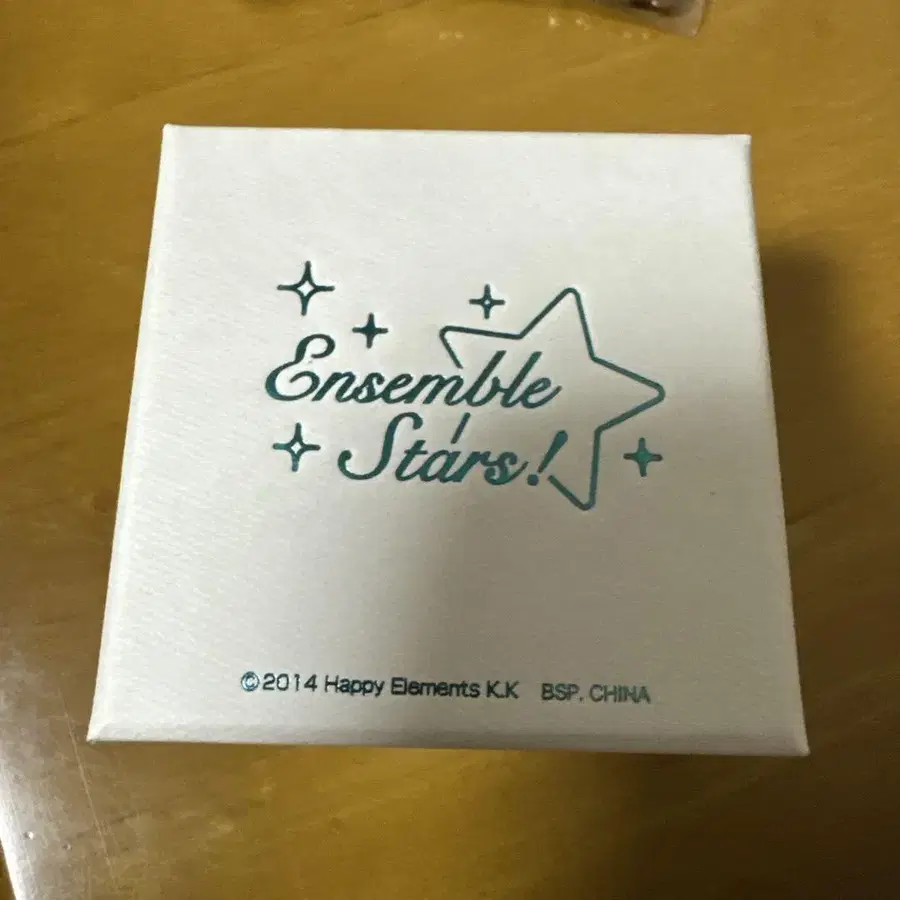 Ensemble
Stars!
©2014 Happy Elements K.K BSP. CHINA